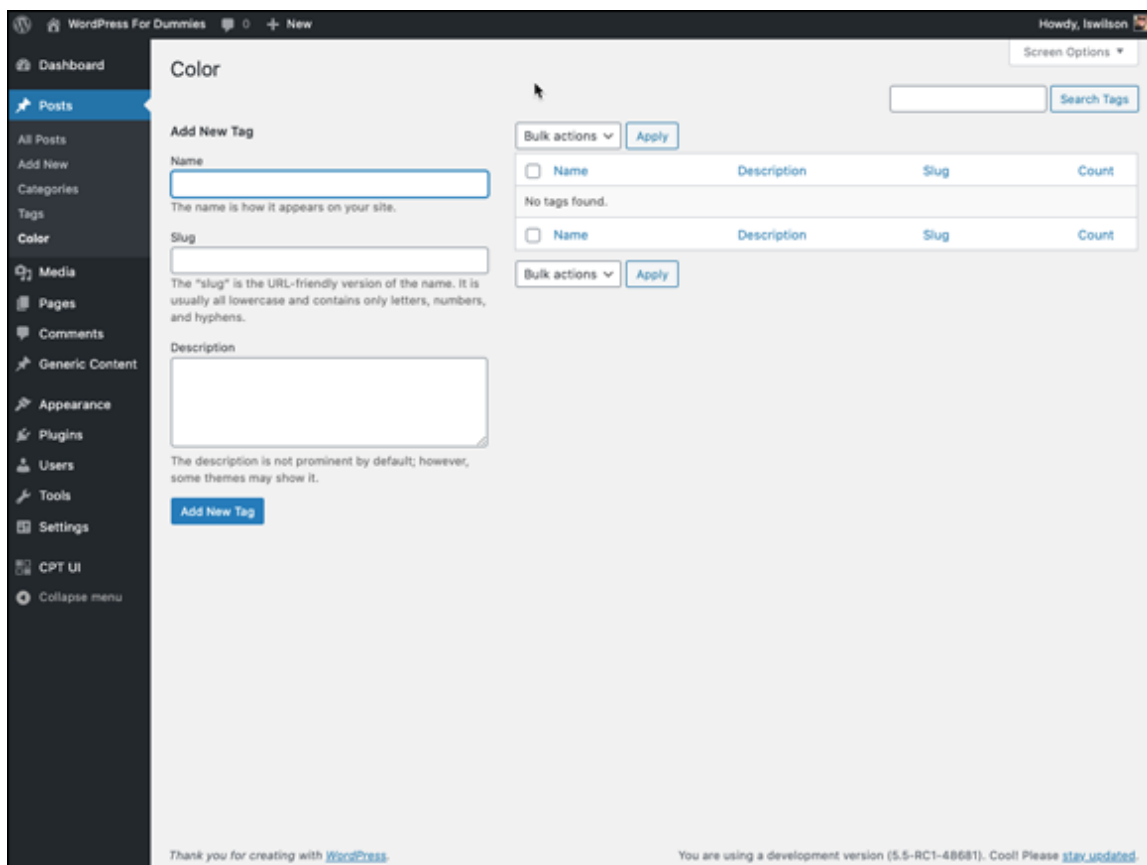 WordPress For Dummies 0 + New Howdy, lswilson
Screen Options ▼
Dashboard
Posts
All Posts
Add New
Categories
Tags
Color
Media
Pages
Comments
Generic Content
Appearance
Plugins
Users
Tools
Settings
CPT UI
Collapse menu
Color
Search Tags
Add New Tag
Name
The name is how it appears on your site.
Slug
The "slug" is the URL-friendly version of the name. It is
usually all lowercase and contains only letters, numbers,
and hyphens.
Description
The description is not prominent by default; however,
some themes may show it.
Add New Tag
Bulk actions Apply
Name Description Slug Count
No tags found.
Name Description Slug Count
Bulk actions Apply
Thank you for creating with WordPress.
You are using a development version (5.5-RC1-48681). Cool! Please stay updated.